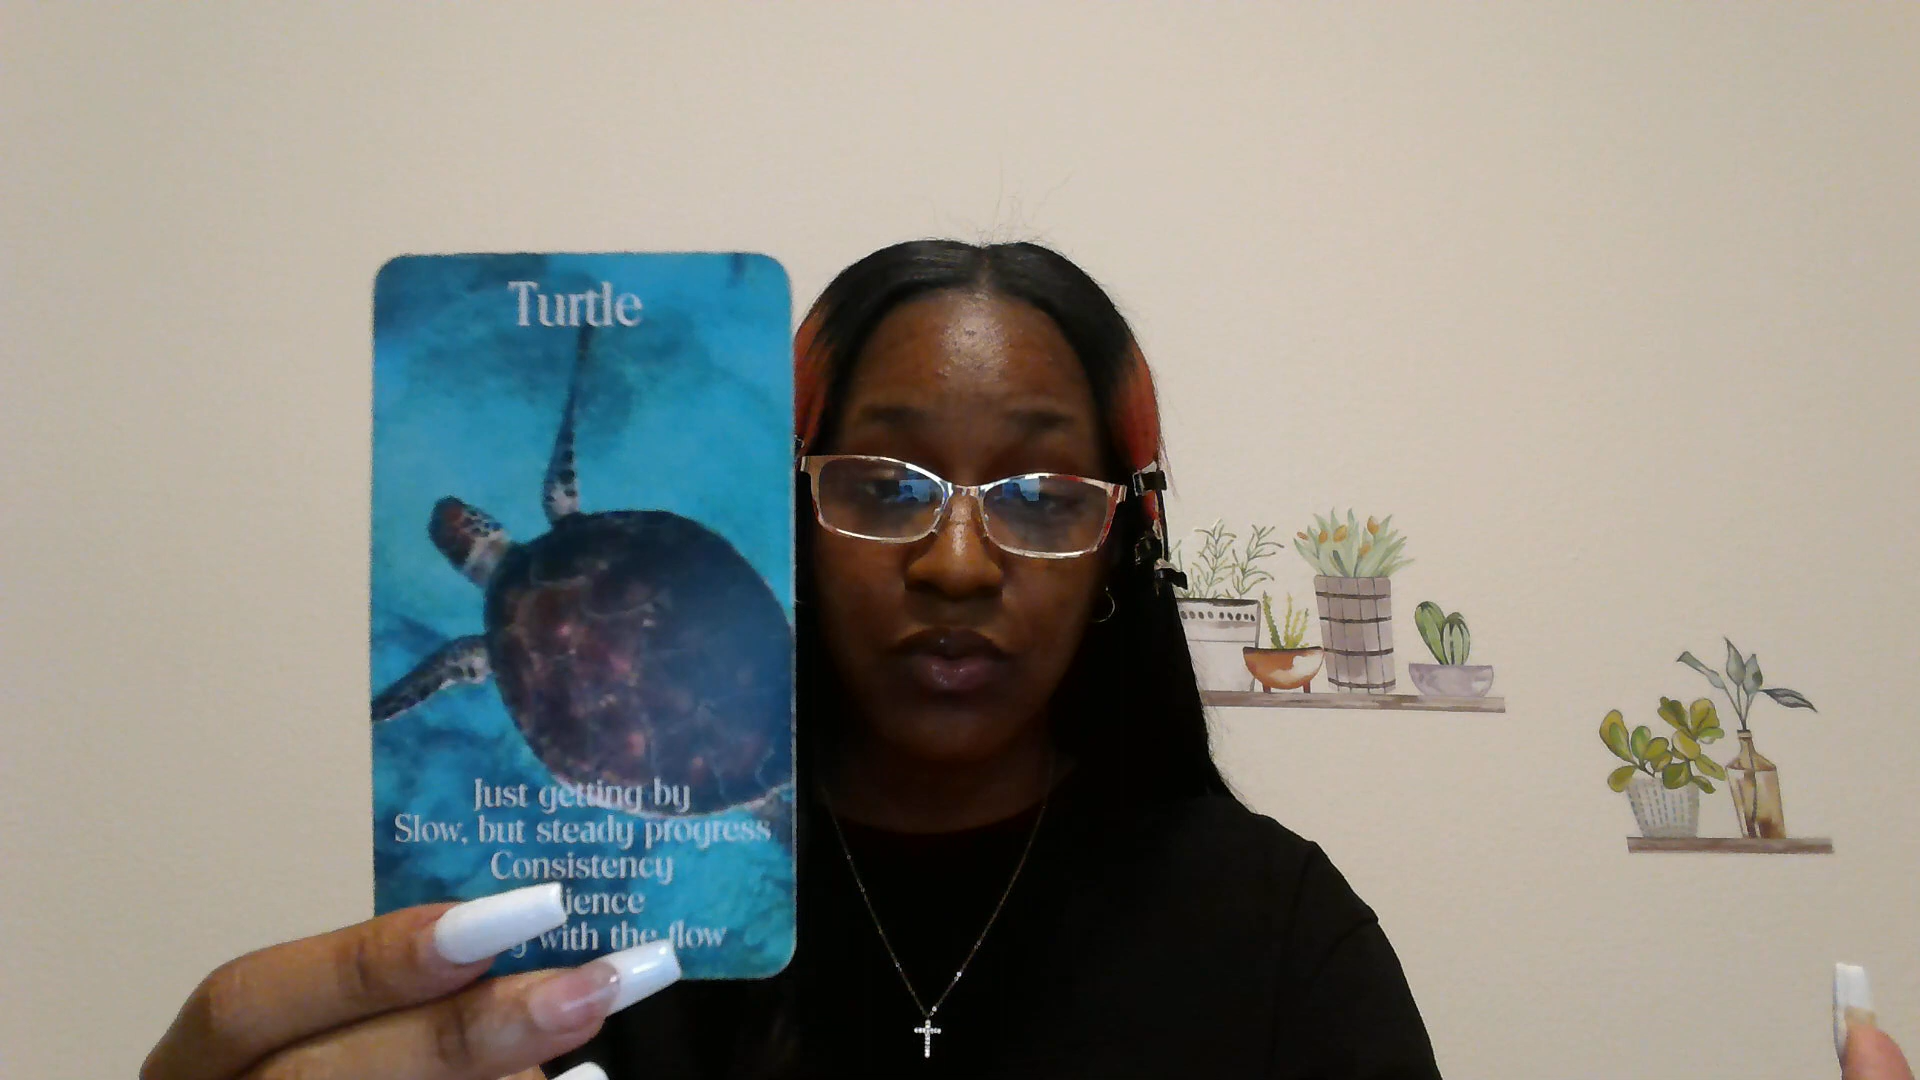 Turtle
Just getting by
Slow, but steady progress
Consistency
with the flow